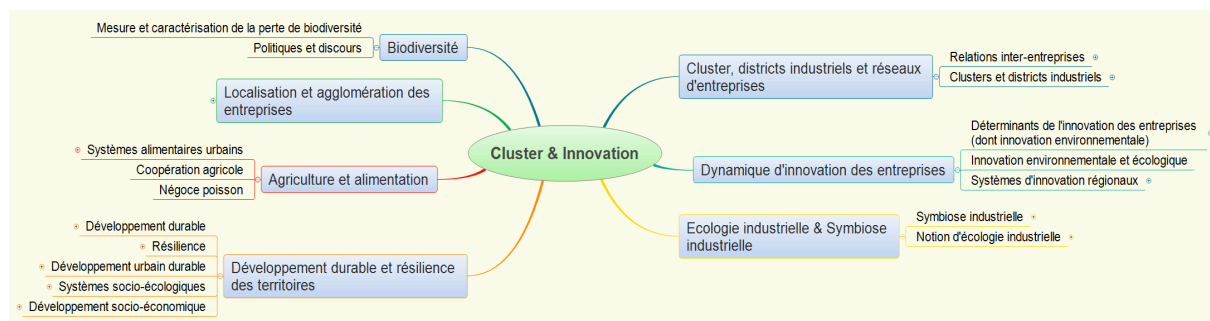 Cluster & Innovation
Mesure et caractérisation de la perte de biodiversité
Politiques et discours
Biodiversité
Localisation et agglomération des
entreprises
Systèmes alimentaires urbains
Coopération agricole
Négoce poisson
Agriculture et alimentation
Développement durable
Résilience
Développement urbain durable
Systèmes socio-écologiques
Développement socio-économique
Développement durable et résilience
des territoires
Cluster, districts industriels et réseaux
d'entreprises
Relations inter-entreprises
Clusters et districts industriels
Dynamique d'innovation des entreprises
Déterminants de l'innovation des entreprises
(dont innovation environnementale)
Innovation environnementale et écologique
Systèmes d'innovation régionaux
Ecologie industrielle & Symbiose
industrielle
Symbiose industrielle
Notion d'écologie industrielle